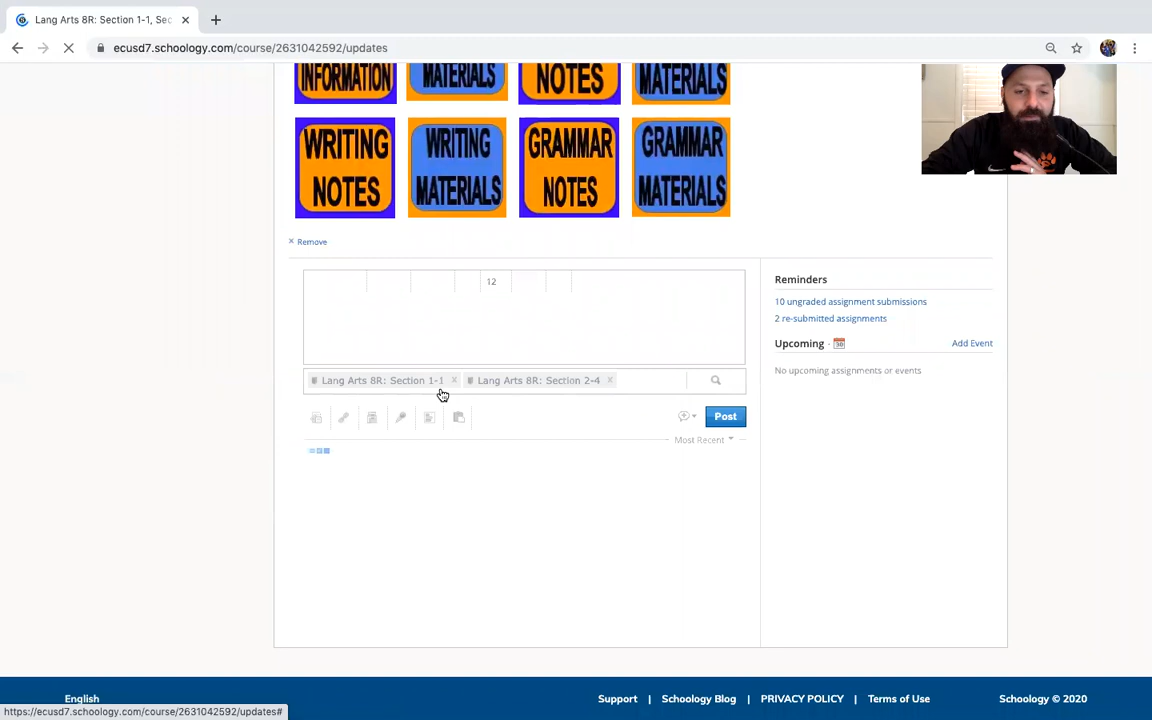 Lang Arts 8R: Section 1-1, Sec
ecusd7.schoology.com/course/2631042592/updates
INFORMATION
MATERIALS
NOTES
MATERIALS
WRITING
NOTES
WRITING
MATERIALS
GRAMMAR
NOTES
GRAMMAR
MATERIALS
Remove
12
Reminders
10 ungraded assignment submissions
2 re-submitted assignments
Upcoming
Add Event
No upcoming assignments or events
Lang Arts 8R: Section 1-1
Lang Arts 8R: Section 2-4
Post
Most Recent
English
Support | Schoology Blog | PRIVACY POLICY | Terms of Use
Schoology © 2020
https://ecusd7.schoology.com/course/2631042592/updates#